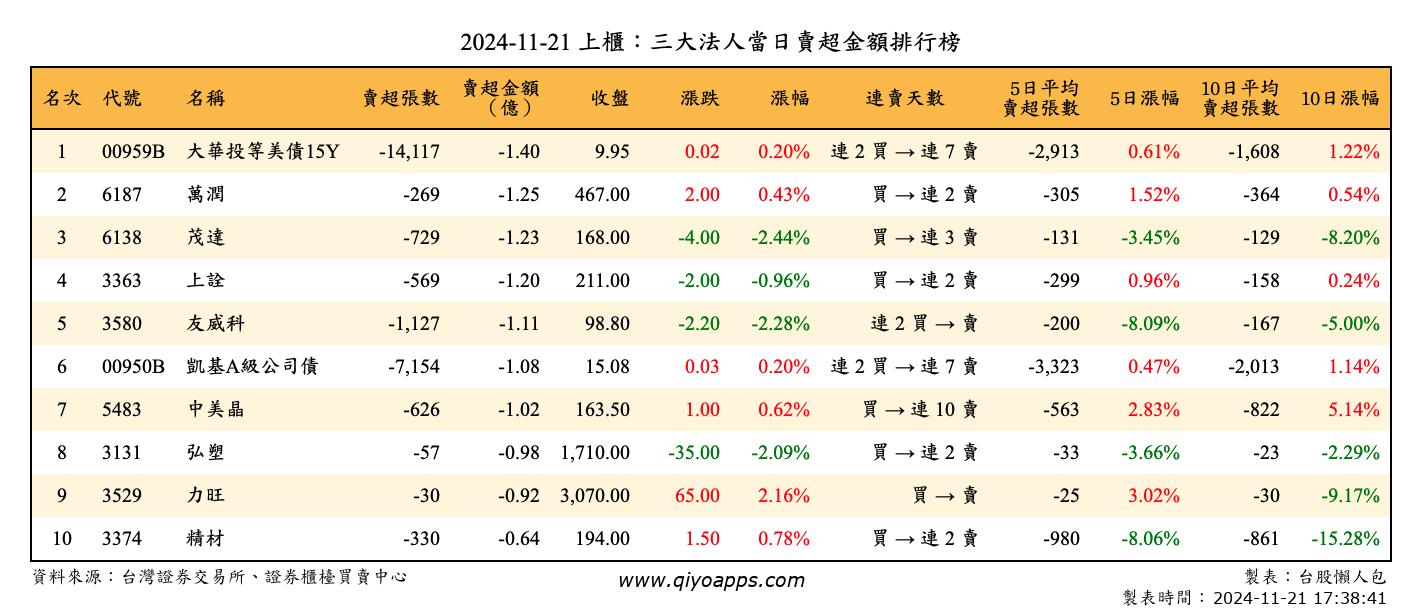 2024-11-21 上櫃：三大法人當日賣超金額排行榜
名次 代號 名稱 賣超張數 賣超金額（億） 收盤 漲跌 漲幅 連賣天數 5日平均賣超張數 5日漲幅 10日平均賣超張數 10日漲幅
1 00959B 大華投等美債15Y -14,117 -1.40 9.95 0.02 0.20% 連 2 買 → 連 7 賣 -2,913 0.61% -1,608 1.22%
2 6187 萬潤 -269 -1.25 467.00 2.00 0.43% 買 → 連 2 賣 -305 1.52% -364 0.54%
3 6138 茂達 -729 -1.23 168.00 -4.00 -2.44% 買 → 連 3 賣 -131 -3.45% -129 -8.20%
4 3363 上詮 -569 -1.20 211.00 -2.00 -0.96% 買 → 連 2 賣 -299 0.96% -158 0.24%
5 3580 友威科 -1,127 -1.11 98.80 -2.20 -2.28% 連 2 買 → 賣 -200 -8.09% -167 -5.00%
6 00950B 凱基A級公司債 -7,154 -1.08 15.08 0.03 0.20% 連 2 買 → 連 7 賣 -3,323 0.47% -2,013 1.14%
7 5483 中美晶 -626 -1.02 163.50 1.00 0.62% 買 → 連 10 賣 -563 2.83% -822 5.14%
8 3131 弘塑 -57 -0.98 1,710.00 -35.00 -2.09% 買 → 連 2 賣 -33 -3.66% -23 -2.29%
9 3529 力旺 -30 -0.92 3,070.00 65.00 2.16% 買 → 賣 -25 3.02% -30 -9.17%
10 3374 精材 -330 -0.64 194.00 1.50 0.78% 買 → 連 2 賣 -980 -8.06% -861 -15.28%
資料來源：台灣證券交易所、證券櫃檯買賣中心 www.qiyoapps.com 製表：台股懶人包
製表時間：2024-11-21 17:38:41